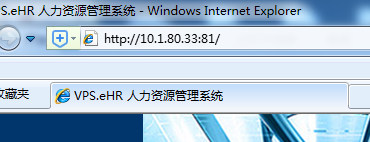 PS.eHR 人力资源管理系统 - Windows Internet Explorer
http://10.1.80.33:81/
收藏夹
VPS.eHR 人力资源管理系统